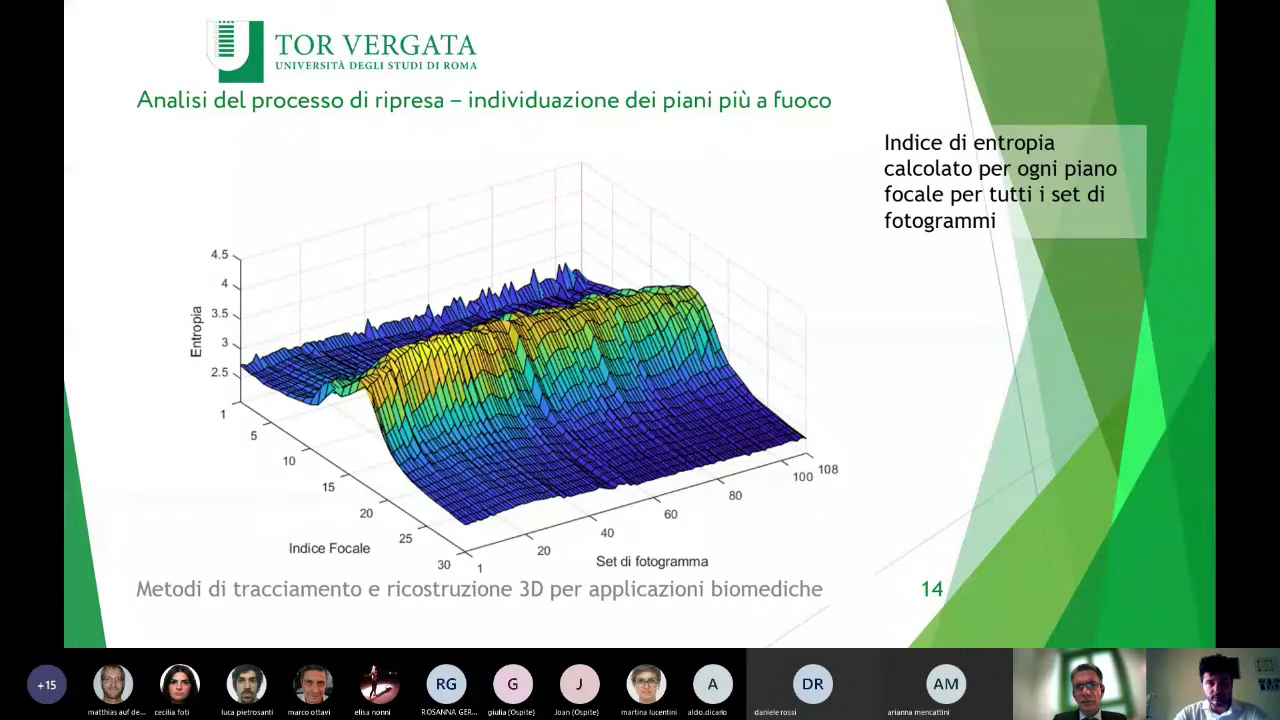 TOR VERGATA
UNIVERSITÀ DEGLI STUDI DI ROMA
Analisi del processo di ripresa – individuazione dei piani più a fuoco
Indice di entropia
calcolato per ogni piano
focale per tutti i set di
fotogrammi
4.5
4
3.5
3
2.5
Entropia
1
5
10
15
20
25
30
Indice Focale
1
20
40
60
80
100
108
Set di fotogramma
Metodi di tracciamento e ricostruzione 3D per applicazioni biomediche
14
+15
RG
G
J
A
DR
AM
matthias auf de...
cecilia foti
luca pietrosanti
marco ottavi
elisa nonni
ROSANNA GER...
giulia (Ospite)
Joan (Ospite)
martina lucentini
aldo.dicarlo
daniele rossi
arianna mencattini